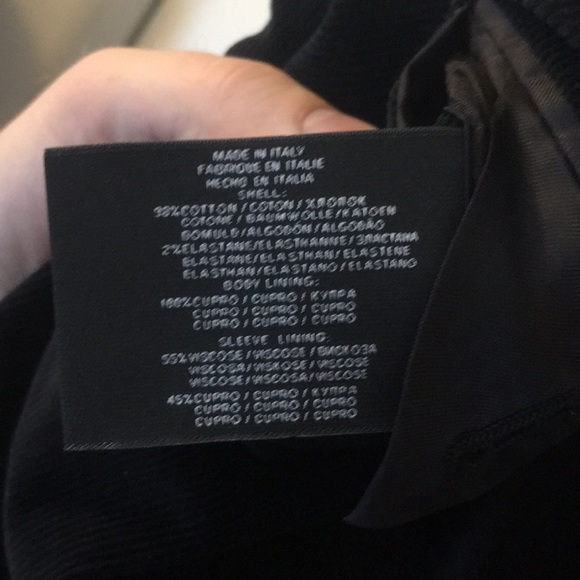 MADE IN ITALY
FABRIQUE EN ITALIE
HECHO EN ITALIA
SHELL:
98%COTTON / COTON / ХЛОПОК
COTONE / BAUMWOLLE / KATOEN
BOMULD / ALGODÓN / ALGODÃO
2%ELASTANE/ELASTHANNE/ ЭЛАСТАНА
ELASTANE/ELASTHAN/ ELASTENE
ELASTHAN/ELASTANO/ ELASTANO
BODY LINING:
100%CUPRO / CUPRO / КУПРА
CUPRO / CUPRO / CUPRO
CUPRO / CUPRO / CUPRO
SLEEVE LINING:
55%VISCOSE / VISCOSE / ВИСКОЗА
VISCOSA/ VISKOSE / VISCOSE
VISCOSE/VISCOSA/ VISCOSE
45%CUPRO / CUPRO / КУПРА
CUPRO / CUPRO / CUPRO
CUPRO / CUPRO / CUPRO